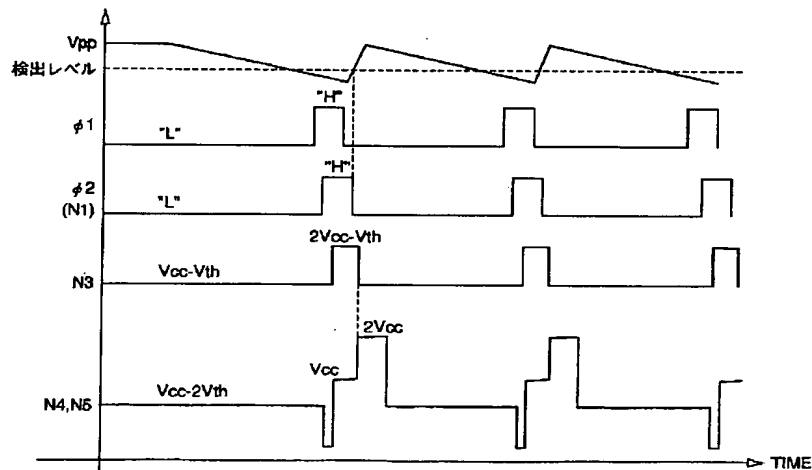 Vpp
検出レベル
"H"
φ1
"L"
"H"
φ2
(N1)
"L"
2Vcc-Vth
Vcc-Vth
N3
2Vcc
Vcc
Vcc-2Vth
N4,N5
TIME